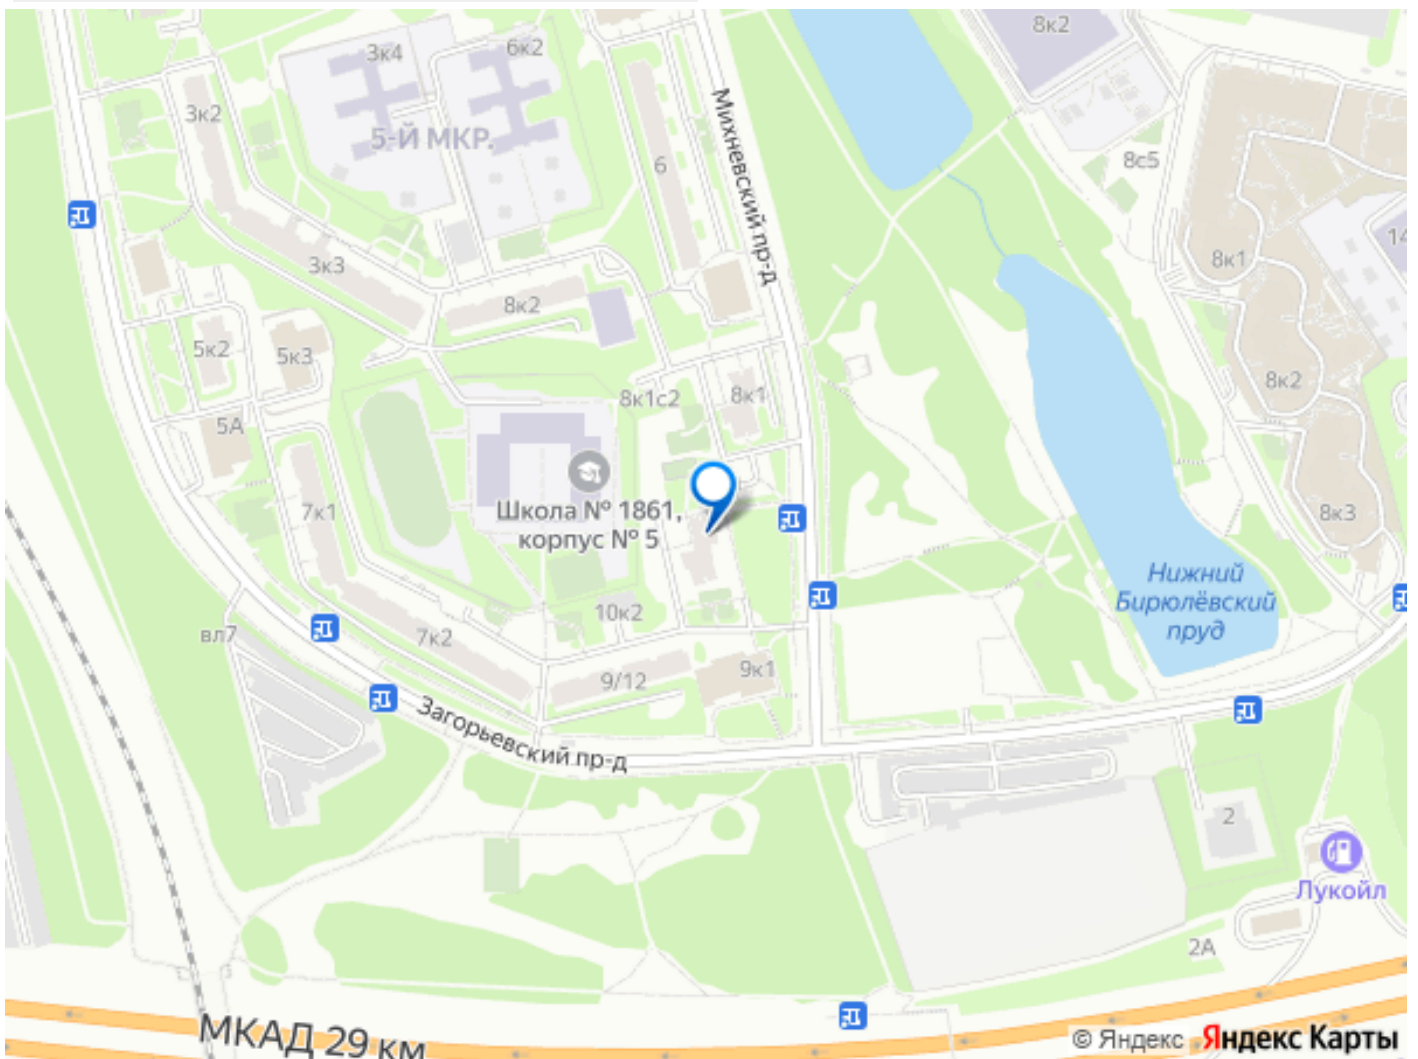 8к2
3к4
6к2
3к2
5-Й МКР.
Михневский пр-д
6
8с5
14
3к3
8к1
8к2
5к2
5к3
8к1с2
8к1
8к2
5А
7к1
Школа № 1861,
корпус № 5
8к3
Нижний
Бирюлёвский
пруд
10к2
вл7
7к2
9к1
9/12
Загорьевский пр-д
2
Лукойл
2А
МКАД 29 км
© Яндекс Яндекс Карты